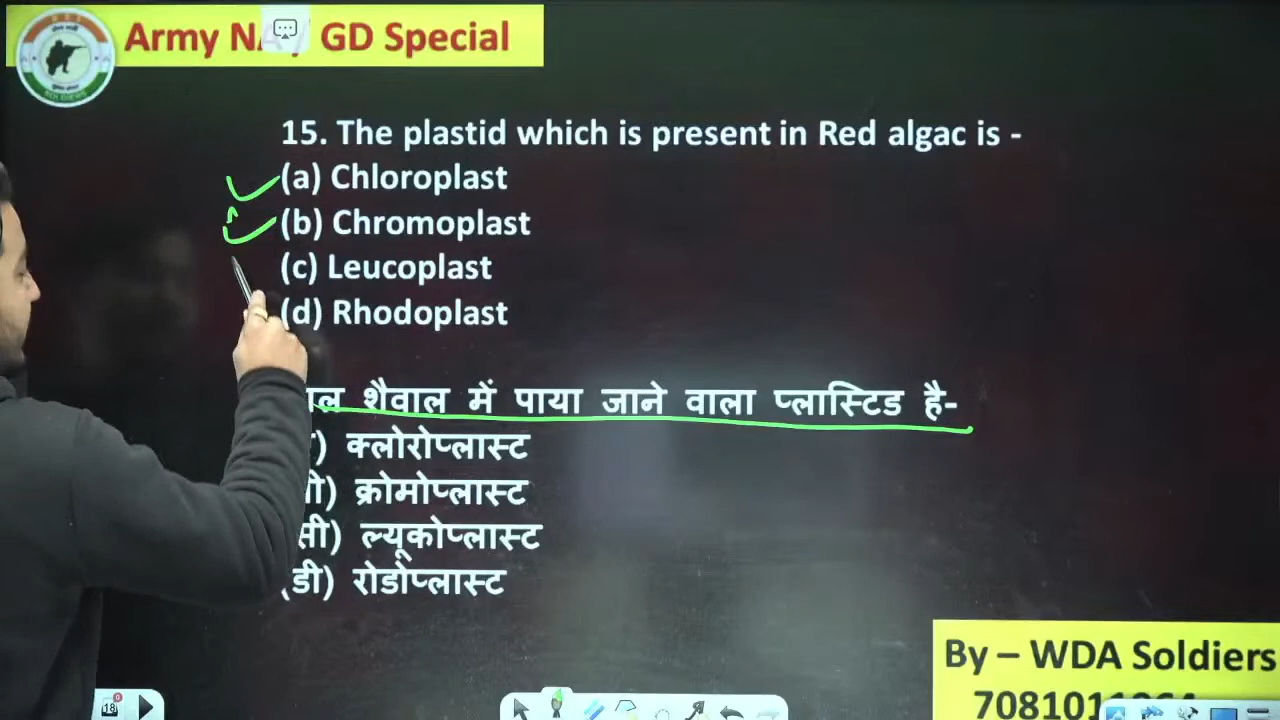 Army GD Special
15. The plastid which is present in Red algac is -
(a) Chloroplast
(b) Chromoplast
(c) Leucoplast
(d) Rhodoplast
शैवाल में पाया जाने वाला प्लास्टिड है-
क्लोरोप्लास्ट
क्रोमोप्लास्ट
सी) ल्यूकोप्लास्ट
(डी) रोडोप्लास्ट
By – WDA Soldiers
18